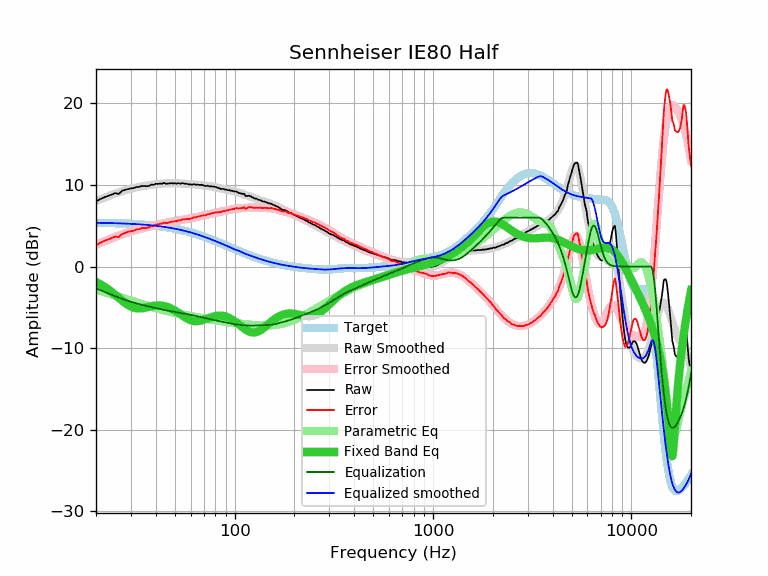 Sennheiser IE80 Half
Amplitude (dBr)
20
10
0
−10
−20
−30
Target
Raw Smoothed
Error Smoothed
Raw
Error
Parametric Eq
Fixed Band Eq
Equalization
Equalized smoothed
100
1000
10000
Frequency (Hz)